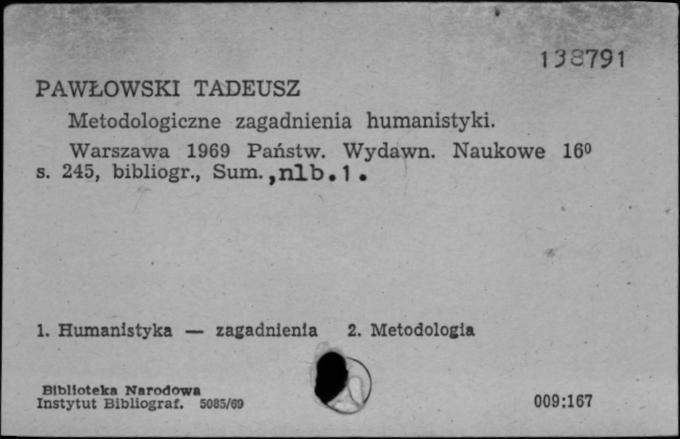 138791
PAWŁOWSKI TADEUSZ
Metodologiczne zagadnienia humanistyki.
Warszawa 1969 Państw. Wydawn. Naukowe 16⁰
s. 245, bibliogr., Sum.,nlb.1.
1. Humanistyka — zagadnienia 2. Metodologia
Biblioteka Narodowa
Instytut Bibliograf. 5085/69
009:167